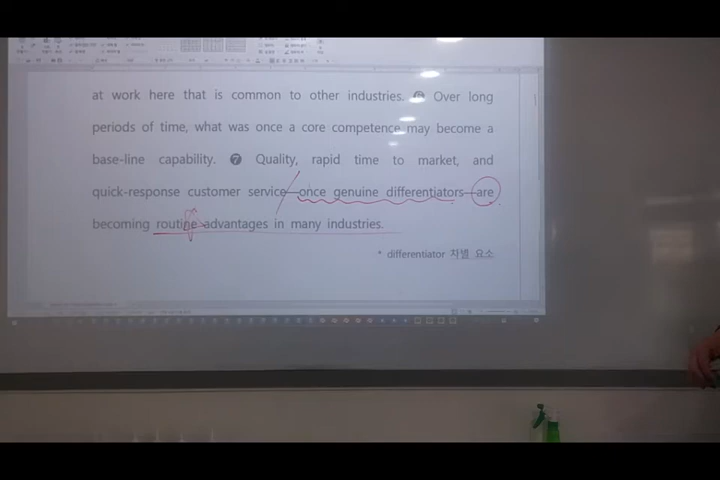 at work here that is common to other industries. ❻ Over long
periods of time, what was once a core competence may become a
base-line capability. ❼ Quality, rapid time to market, and
quick-response customer service—once genuine differentiators—are
becoming routine advantages in many industries.
* differentiator 차별 요소